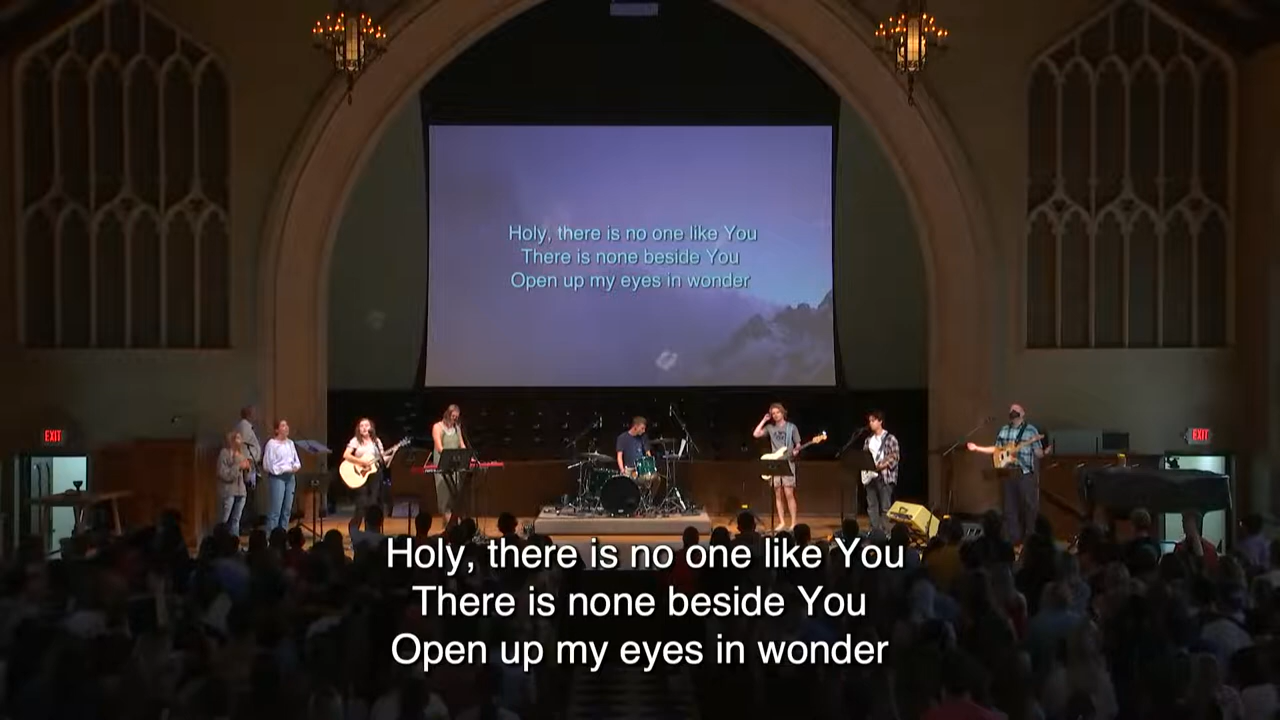 Holy, there is no one like You
There is none beside You
Open up my eyes in wonder
EXIT
EXIT
Holy, there is no one like You
There is none beside You
Open up my eyes in wonder